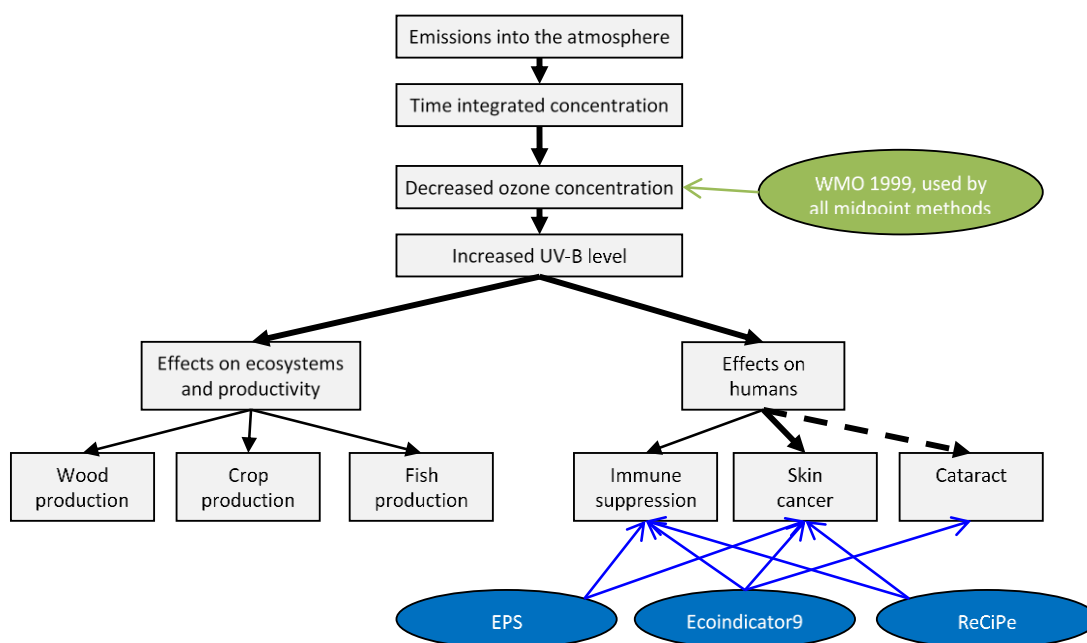 Emissions into the atmosphere
Time integrated concentration
Decreased ozone concentration
WMO 1999, used by
all midpoint methods
Increased UV-B level
Effects on ecosystems
and productivity
Effects on
humans
Wood
production
Crop
production
Fish
production
Immune
suppression
Skin
cancer
Cataract
EPS
Ecoindicator9
ReCiPe